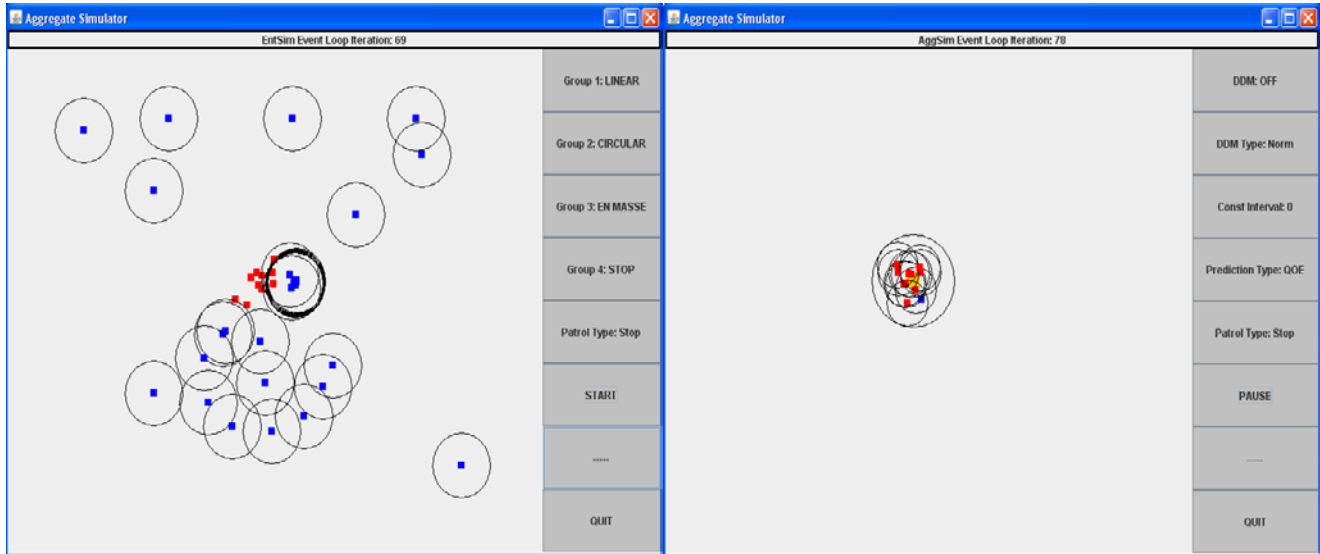 Aggregate Simulator
EntSim Event Loop Iteration: 69
Group 1: LINEAR
Group 2: CIRCULAR
Group 3: EN MASSE
Group 4: STOP
Patrol Type: Stop
START
-----
QUIT
Aggregate Simulator
AggSim Event Loop Iteration: 78
DDM: OFF
DDM Type: Norm
Const Interval: 0
Prediction Type: QOE
Patrol Type: Stop
PAUSE
-----
QUIT